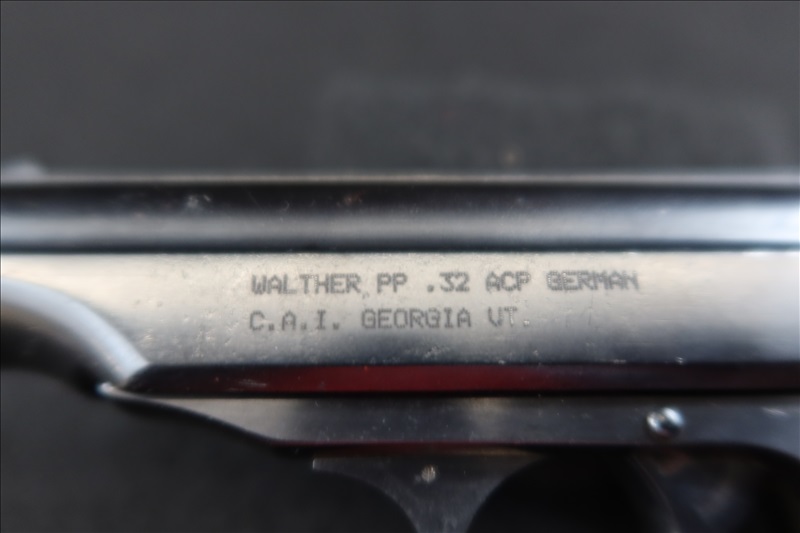 WALTHER PP .32 ACP GERMAN
C.A.I. GEORGIA VT.